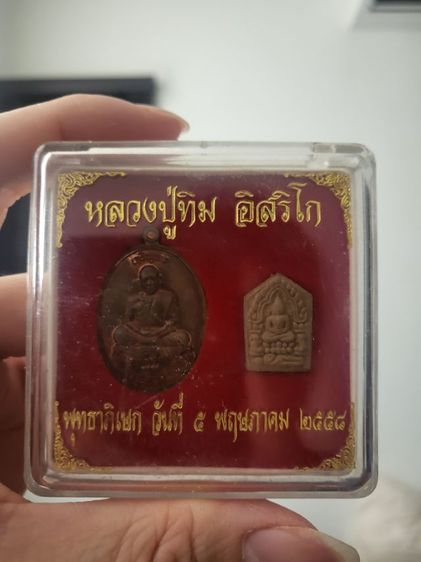 หลวงปู่ทิม อิสริโก
พุทธาภิเษก วันที่ ๕ พฤษภาคม ๒๕๕๘